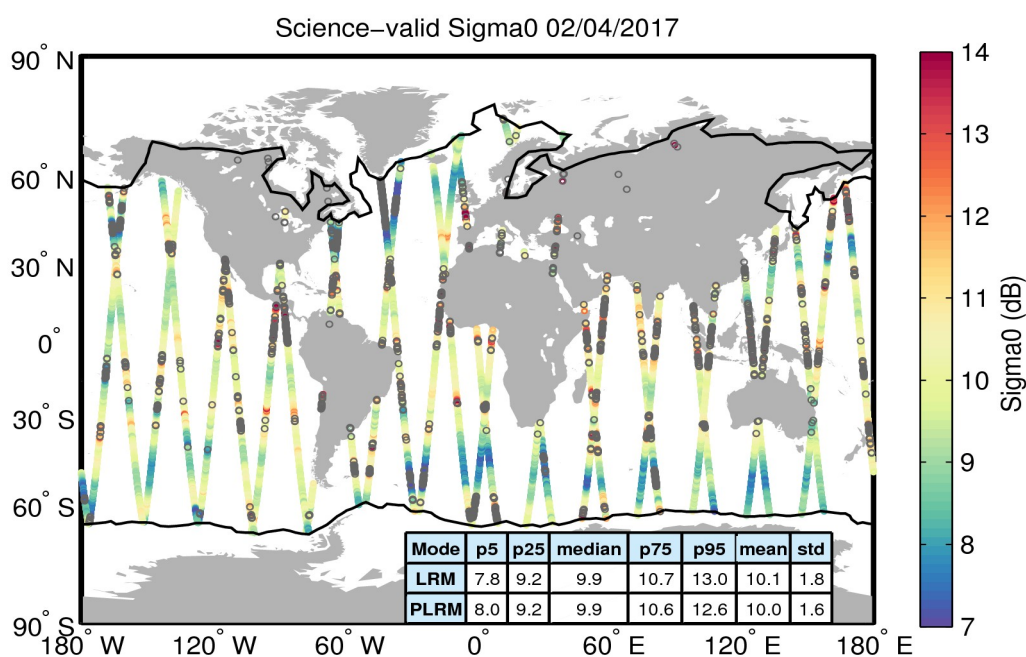 Science-valid Sigma0 02/04/2017
90° N
60° N
30° N
0°
30° S
60° S
90° S
180° W 120° W 60° W 0° 60° E 120° E 180° E
14
13
12
11
10
9
8
7
Sigma0 (dB)
Mode p5 p25 median p75 p95 mean std
LRM 7.8 9.2 9.9 10.7 13.0 10.1 1.8
PLRM 8.0 9.2 9.9 10.6 12.6 10.0 1.6